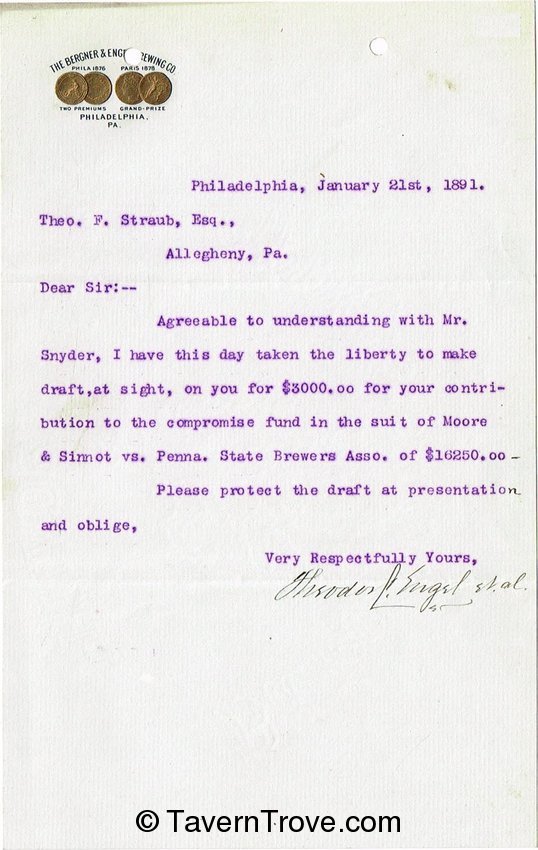 THE BERGNER & ENGEL BREWING CO
PHILA 1876 PARIS 1878
TWO PREMIUMS GRAND-PRIZE
PHILADELPHIA,
PA.
Philadelphia, January 21st, 1891.
Theo. F. Straub, Esq.,
Allegheny, Pa.
Dear Sir:--
Agreeable to understanding with Mr.
Snyder, I have this day taken the liberty to make
draft,at sight, on you for $3000.oo for your contri-
bution to the compromise fund in the suit of Moore
& Sinnot vs. Penna. State Brewers Asso. of $16250.oo -
Please protect the draft at presentation
and oblige,
Very Respectfully Yours,
Theodor C. Engel et.al.
© TavernTrove.com